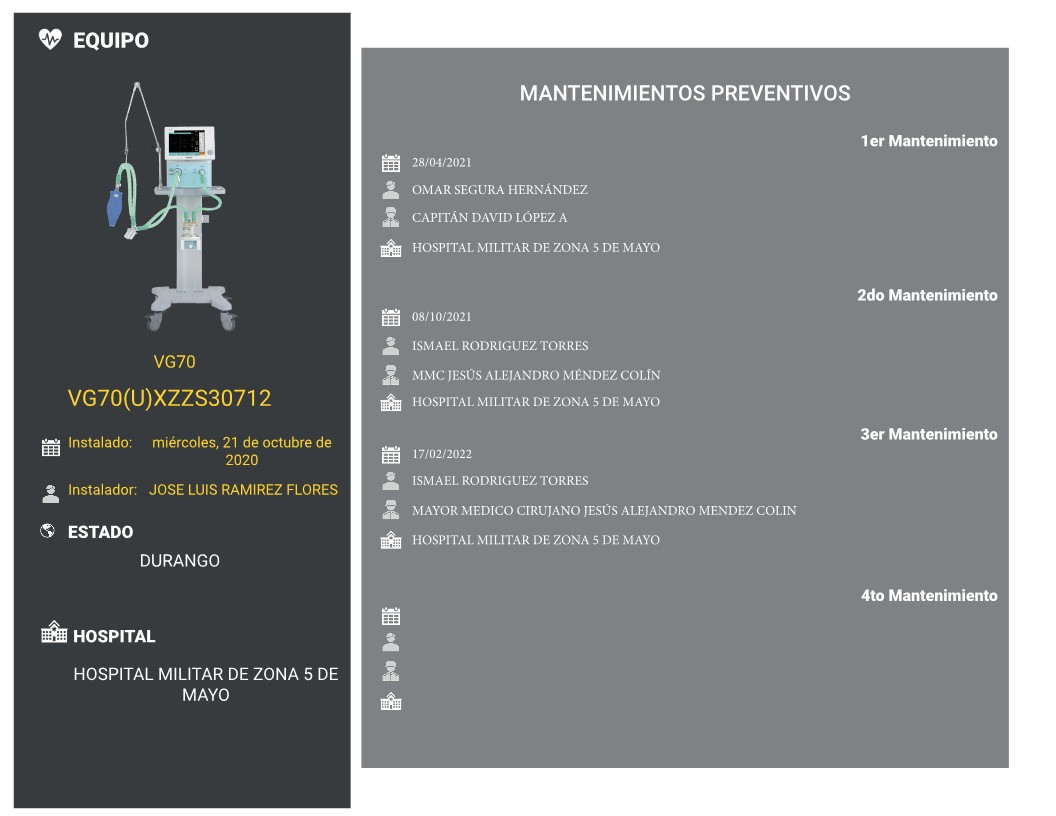 EQUIPO
VG70
VG70(U)XZZS30712
Instalado: miércoles, 21 de octubre de
2020
Instalador: JOSE LUIS RAMIREZ FLORES
ESTADO
DURANGO
HOSPITAL
HOSPITAL MILITAR DE ZONA 5 DE
MAYO
MANTENIMIENTOS PREVENTIVOS
1er Mantenimiento
28/04/2021
OMAR SEGURA HERNÁNDEZ
CAPITÁN DAVID LÓPEZ A
HOSPITAL MILITAR DE ZONA 5 DE MAYO
2do Mantenimiento
08/10/2021
ISMAEL RODRIGUEZ TORRES
MMC JESÚS ALEJANDRO MÉNDEZ COLÍN
HOSPITAL MILITAR DE ZONA 5 DE MAYO
3er Mantenimiento
17/02/2022
ISMAEL RODRIGUEZ TORRES
MAYOR MEDICO CIRUJANO JESÚS ALEJANDRO MENDEZ COLIN
HOSPITAL MILITAR DE ZONA 5 DE MAYO
4to Mantenimiento